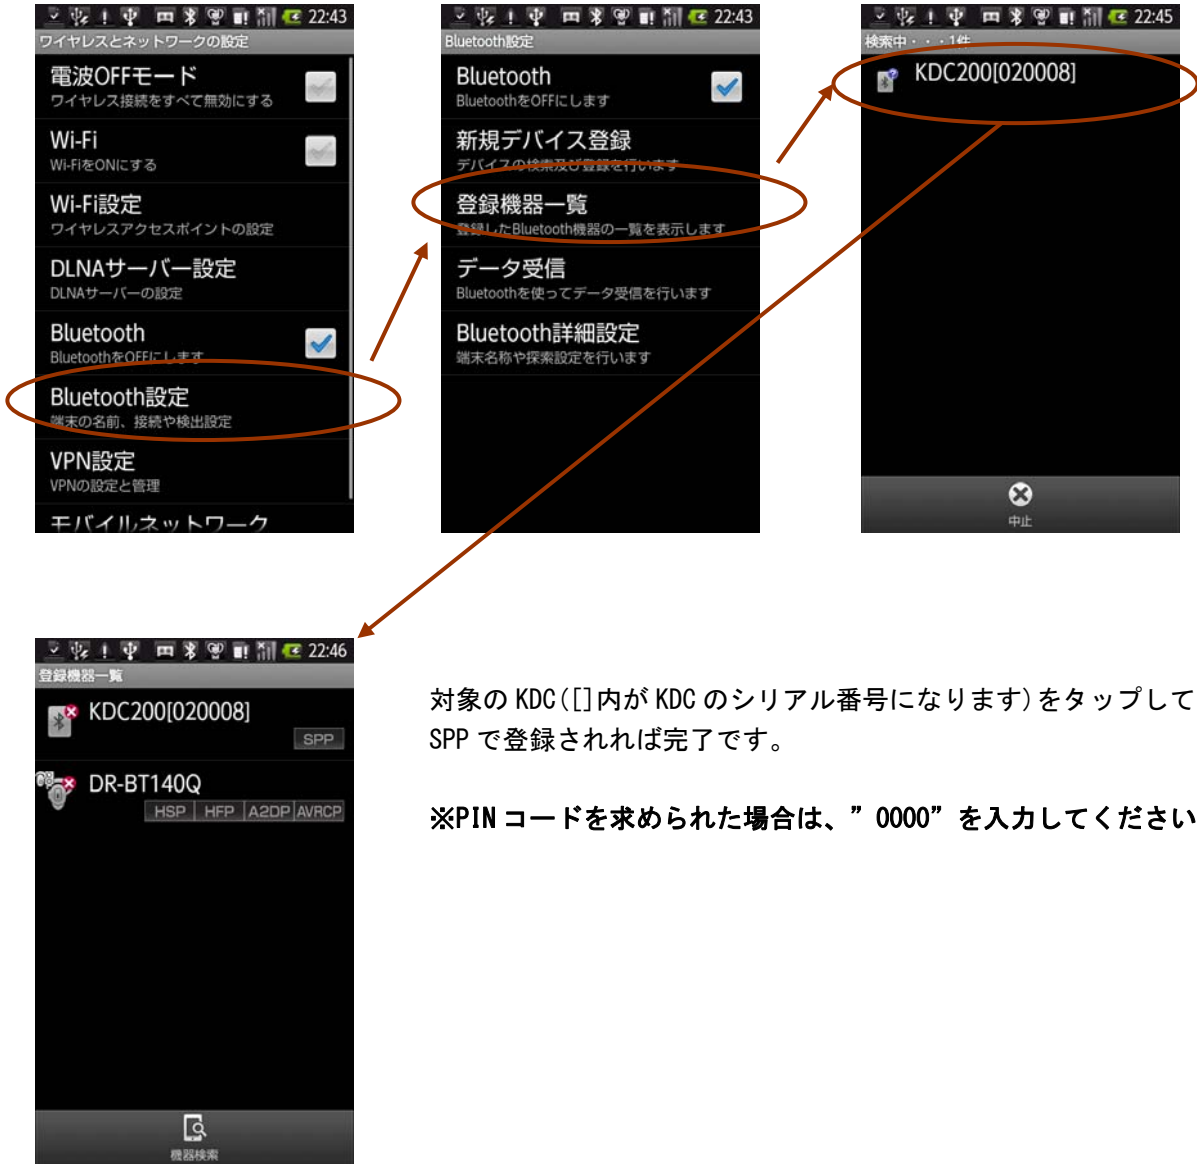 22:43
ワイヤレスとネットワークの設定
電波OFFモード
ワイヤレス接続をすべて無効にする
Wi-Fi
Wi-FiをONにする
Wi-Fi設定
ワイヤレスアクセスポイントの設定
DLNAサーバー設定
DLNAサーバーの設定
Bluetooth
BluetoothをOFFにします
Bluetooth設定
端末の名前、接続や検出設定
VPN設定
VPNの設定と管理
モバイルネットワーク
22:43
Bluetooth設定
Bluetooth
BluetoothをOFFにします
新規デバイス登録
デバイスの検索及び登録を行います
登録機器一覧
登録したBluetooth機器の一覧を表示します
データ受信
Bluetoothを使ってデータ受信を行います
Bluetooth詳細設定
端末名称や探索設定を行います
22:45
検索中・・・1件
KDC200[020008]
中止
22:46
登録機器一覧
KDC200[020008]
SPP
DR-BT140Q
HSP HFP A2DP AVRCP
機器検索
対象の KDC([]内が KDC のシリアル番号になります)をタップして
SPP で登録されれば完了です。
※PIN コードを求められた場合は、”0000”を入力してください